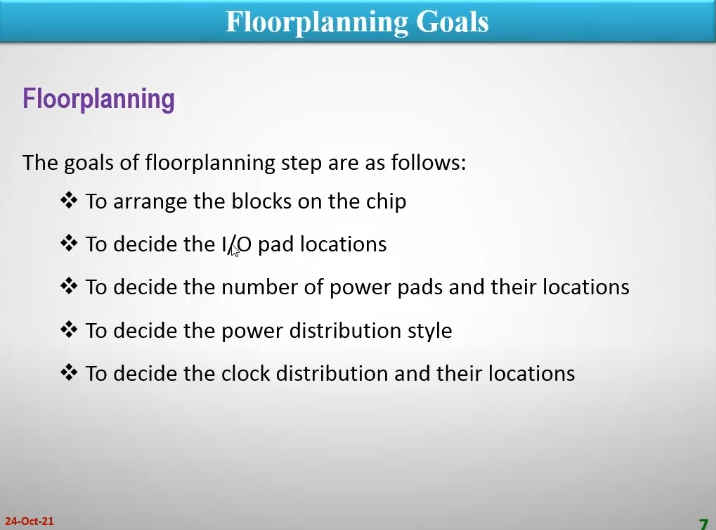 Floorplanning Goals
Floorplanning
The goals of floorplanning step are as follows:
❖ To arrange the blocks on the chip
❖ To decide the I/O pad locations
❖ To decide the number of power pads and their locations
❖ To decide the power distribution style
❖ To decide the clock distribution and their locations
24-Oct-21
7